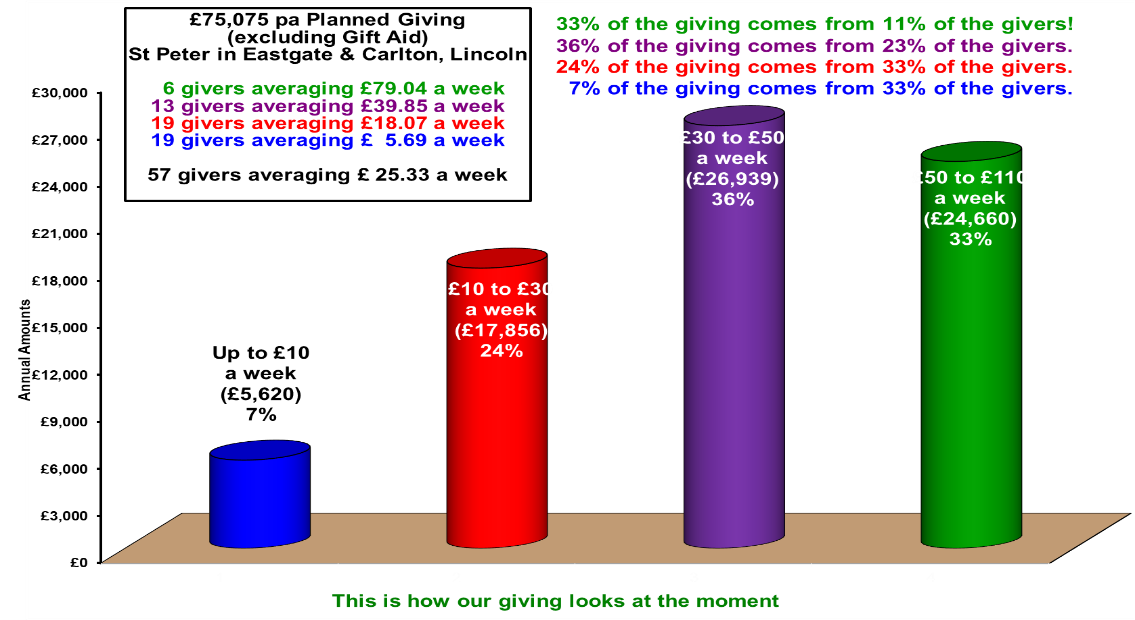 £75,075 pa Planned Giving
(excluding Gift Aid)
St Peter in Eastgate & Carlton, Lincoln
6 givers averaging £79.04 a week
13 givers averaging £39.85 a week
19 givers averaging £18.07 a week
19 givers averaging £ 5.69 a week
57 givers averaging £ 25.33 a week
33% of the giving comes from 11% of the givers!
36% of the giving comes from 23% of the givers.
24% of the giving comes from 33% of the givers.
7% of the giving comes from 33% of the givers.
Annual Amounts
£30,000
£27,000
£24,000
£21,000
£18,000
£15,000
£12,000
£9,000
£6,000
£3,000
£0
Up to £10
a week
(£5,620)
7%
£10 to £30
a week
(£17,856)
24%
£30 to £50
a week
(£26,939)
36%
£50 to £110
a week
(£24,660)
33%
This is how our giving looks at the moment